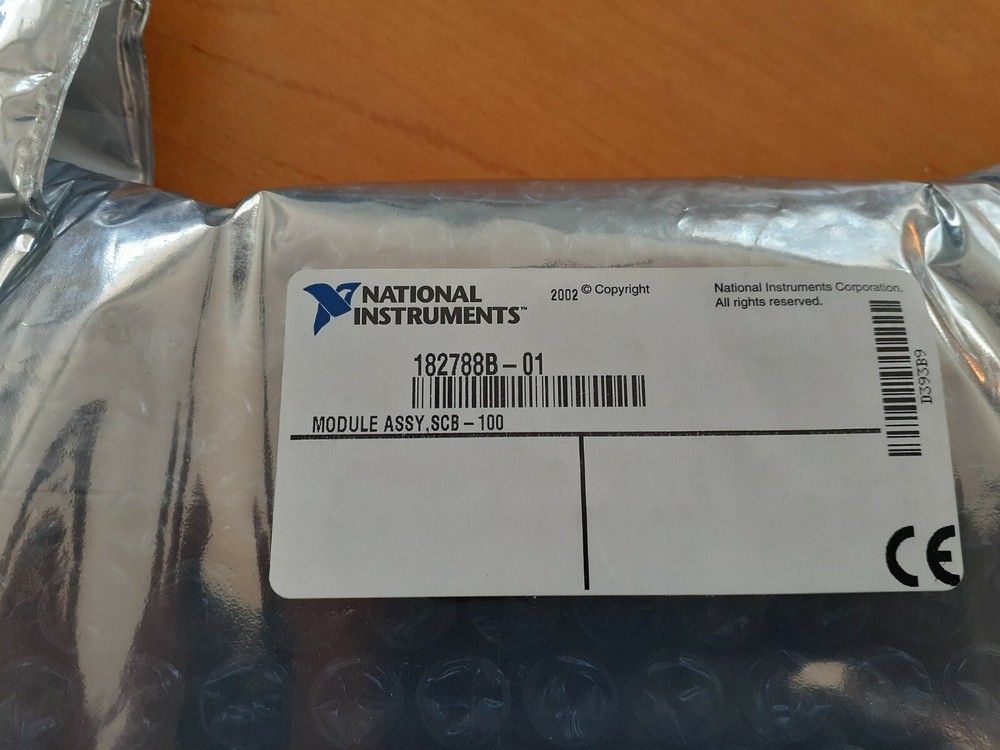 NATIONAL
INSTRUMENTS™
2002 © Copyright
National Instruments Corporation.
All rights reserved.
182788B-01
MODULE ASSY,SCB-100
D393B9
CE